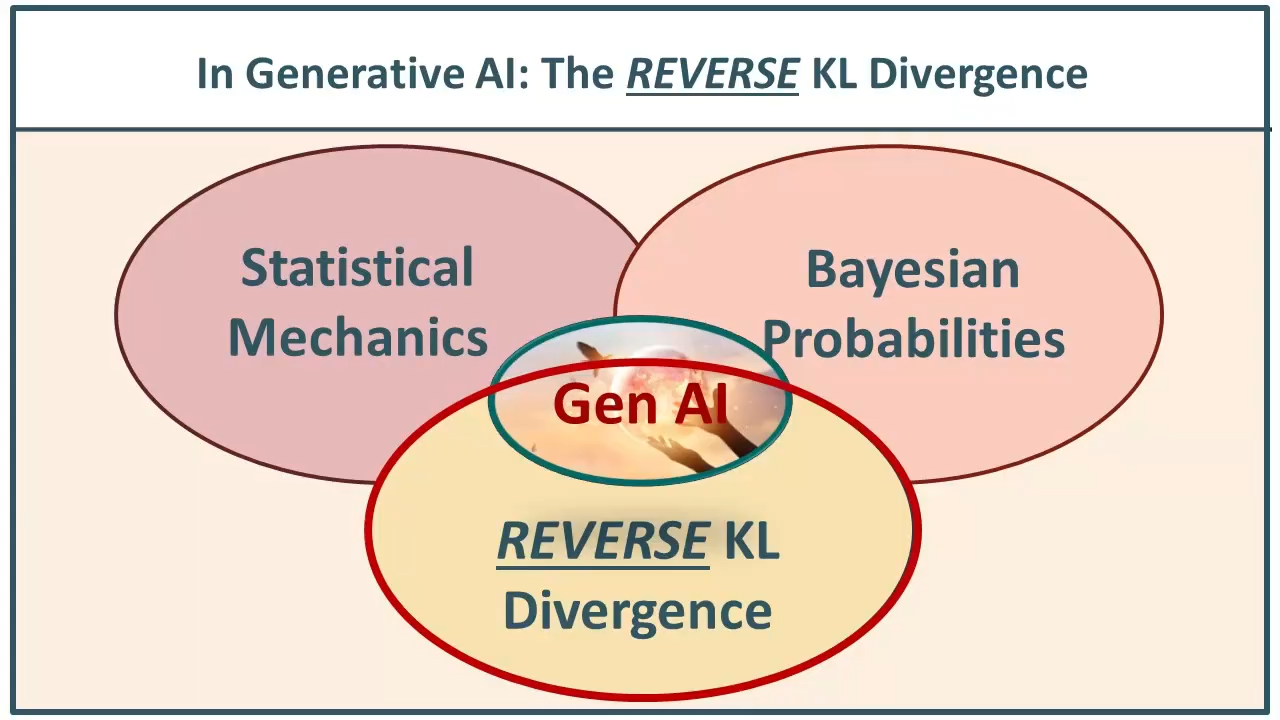 In Generative AI: The REVERSE KL Divergence
Statistical
Mechanics
Bayesian
Probabilities
Gen AI
REVERSE KL
Divergence